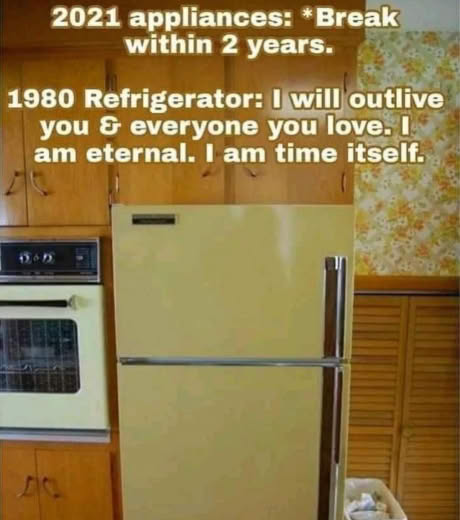 2021 appliances: *Break
within 2 years.
1980 Refrigerator: I will outlive
you & everyone you love. I
am eternal. I am time itself.